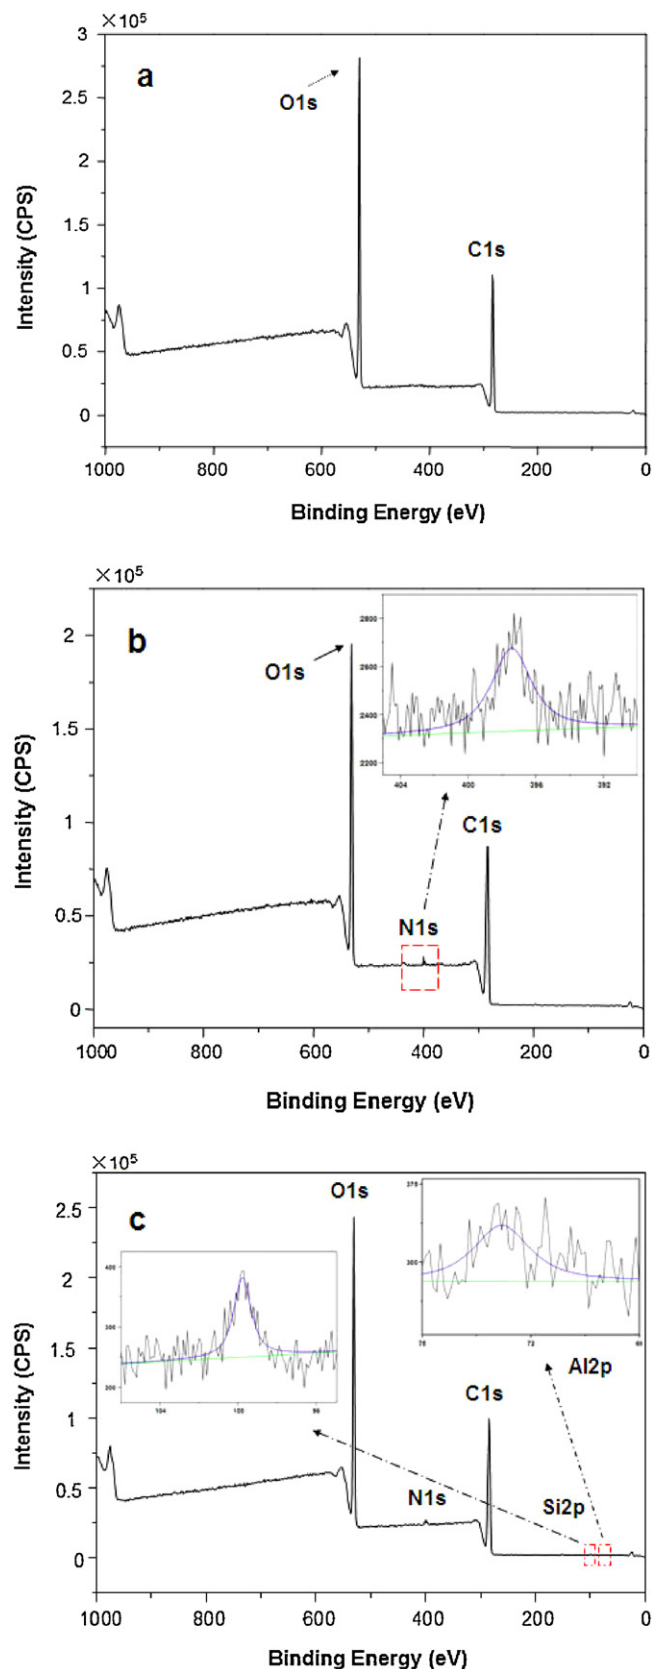 ×10⁵
a
O1s
C1s
3
2.5
2
1.5
1
0.5
0
Intensity (CPS)
1000 800 600 400 200 0
Binding Energy (eV)
×10⁵
b
O1s
N1s
C1s
2
1.5
1
0.5
0
Intensity (CPS)
2800
2600
2400
2200
404 400 396 392
1000 800 600 400 200 0
Binding Energy (eV)
×10⁵
c
O1s
N1s
C1s
Si2p
Al2p
2.5
2
1.5
1
0.5
0
Intensity (CPS)
400
200
104 100 96
1000 800 600 400 200 0
Binding Energy (eV)